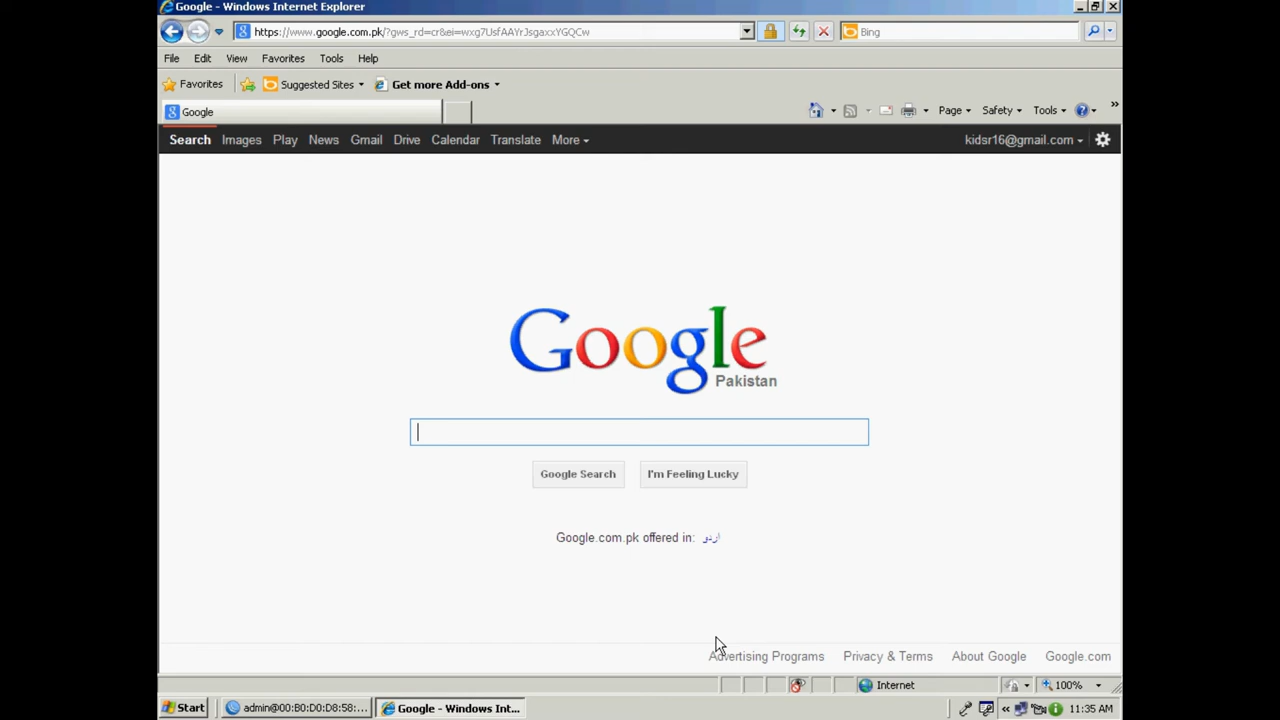 Google - Windows Internet Explorer
https://www.google.com.pk/?gws_rd=cr&ei=wxg7UsfAAYrJsgaxxYGQCw
Bing
File Edit View Favorites Tools Help
Favorites Suggested Sites Get more Add-ons
Google
Page Safety Tools »
Search Images Play News Gmail Drive Calendar Translate More
kidsr16@gmail.com
Google
Pakistan
Google Search I'm Feeling Lucky
Google.com.pk offered in: اردو
Advertising Programs Privacy & Terms About Google Google.com
Internet 100%
Start admin@00:B0:D0:D8:58:... Google - Windows Int... « 11:35 AM